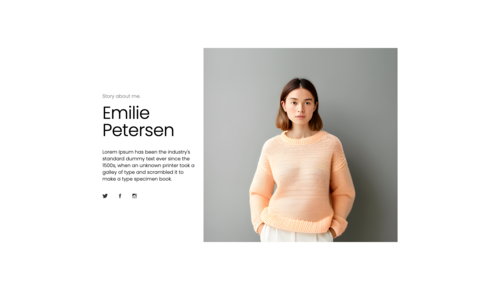 Story about me.
Emilie
Petersen
Lorem Ipsum has been the industry's
standard dummy text ever since the
1500s, when an unknown printer took a
galley of type and scrambled it to
make a type specimen book.